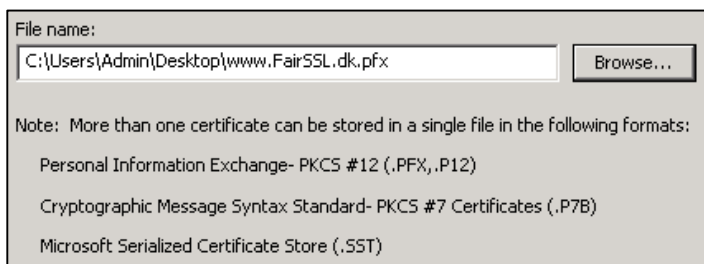 File name:
C:\Users\Admin\Desktop\www.FairSSL.dk.pfx
Browse...
Note: More than one certificate can be stored in a single file in the following formats:
Personal Information Exchange- PKCS #12 (.PFX,.P12)
Cryptographic Message Syntax Standard- PKCS #7 Certificates (.P7B)
Microsoft Serialized Certificate Store (.SST)